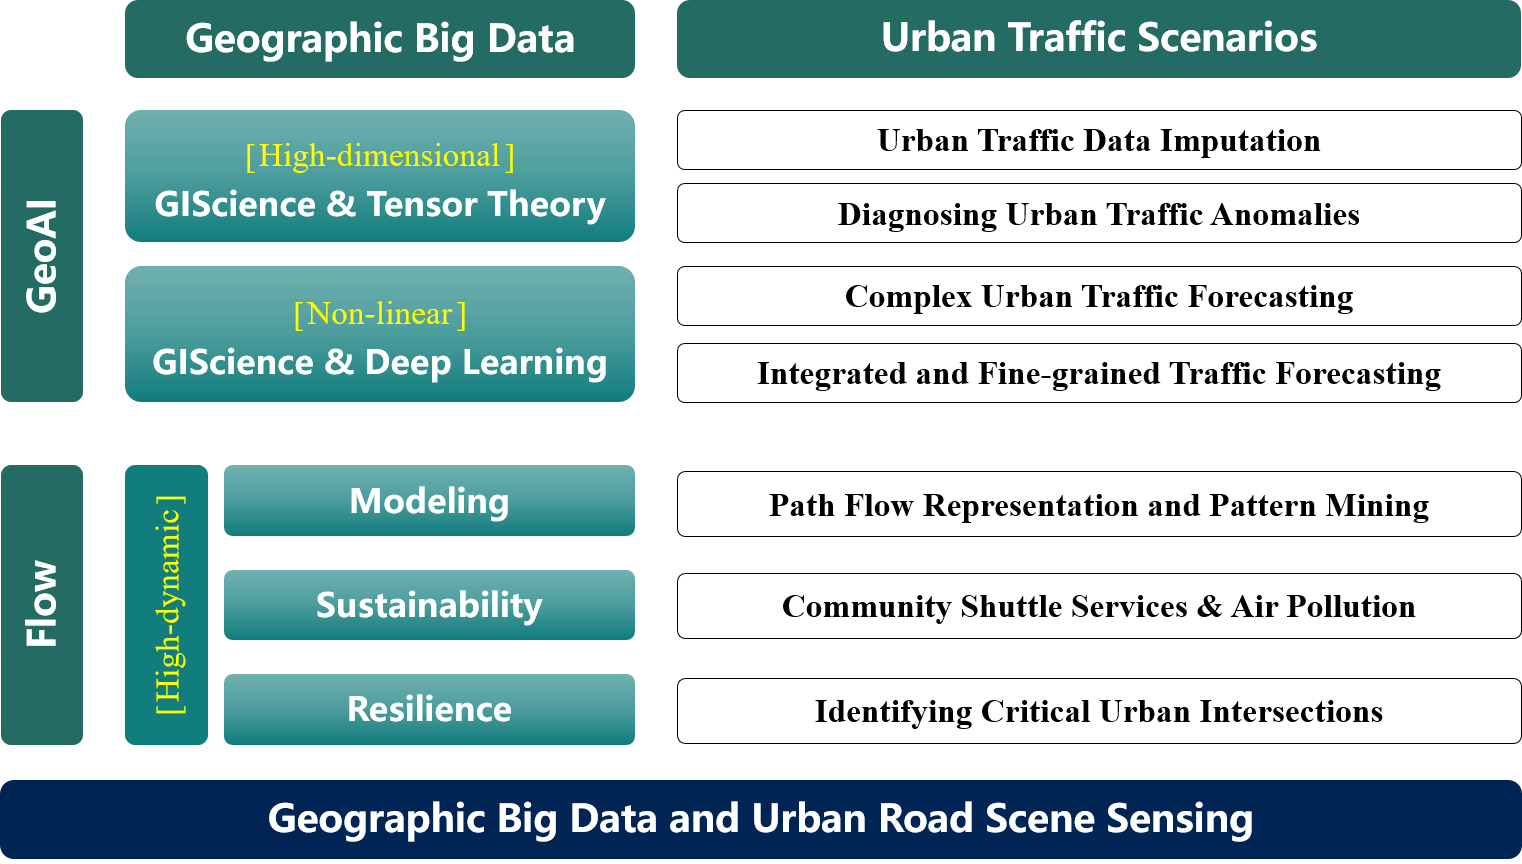 Geographic Big Data
Urban Traffic Scenarios
GeoAI
[High-dimensional]
GIScience & Tensor Theory
Urban Traffic Data Imputation
Diagnosing Urban Traffic Anomalies
[Non-linear]
GIScience & Deep Learning
Complex Urban Traffic Forecasting
Integrated and Fine-grained Traffic Forecasting
Flow
[High-dynamic]
Modeling
Path Flow Representation and Pattern Mining
Sustainability
Community Shuttle Services & Air Pollution
Resilience
Identifying Critical Urban Intersections
Geographic Big Data and Urban Road Scene Sensing